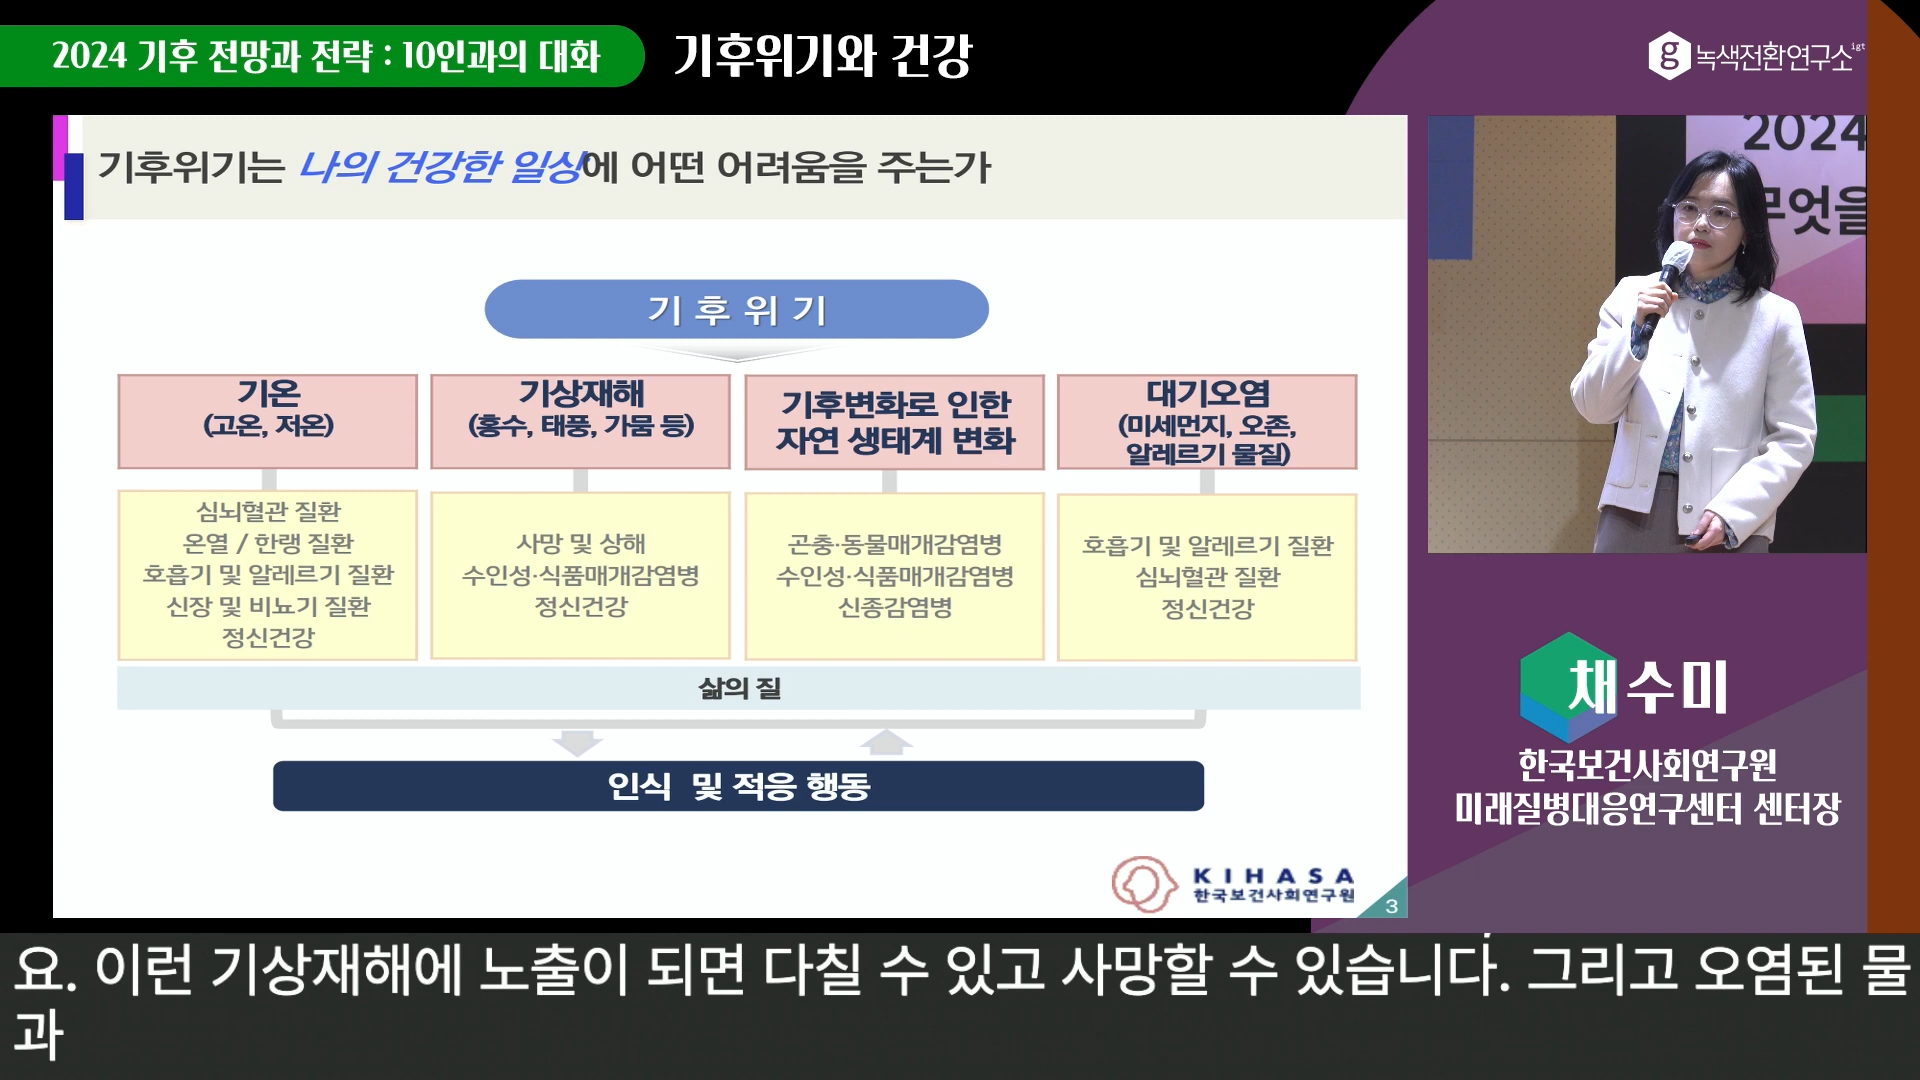 2024 기후 전망과 전략 : 10인과의 대화
기후위기와 건강
g 녹색전환연구소 igt
기후위기는 나의 건강한 일상에 어떤 어려움을 주는가
기후위기
기온
(고온, 저온)
심뇌혈관 질환
온열 / 한랭 질환
호흡기 및 알레르기 질환
신장 및 비뇨기 질환
정신건강
기상재해
(홍수, 태풍, 가뭄 등)
사망 및 상해
수인성·식품매개감염병
정신건강
기후변화로 인한
자연 생태계 변화
곤충·동물매개감염병
수인성·식품매개감염병
신종감염병
대기오염
(미세먼지, 오존,
알레르기 물질)
호흡기 및 알레르기 질환
심뇌혈관 질환
정신건강
삶의 질
인식 및 적응 행동
KIHASA
한국보건사회연구원
3
2024
무엇을
채수미
한국보건사회연구원
미래질병대응연구센터 센터장
요. 이런 기상재해에 노출이 되면 다칠 수 있고 사망할 수 있습니다. 그리고 오염된 물
과